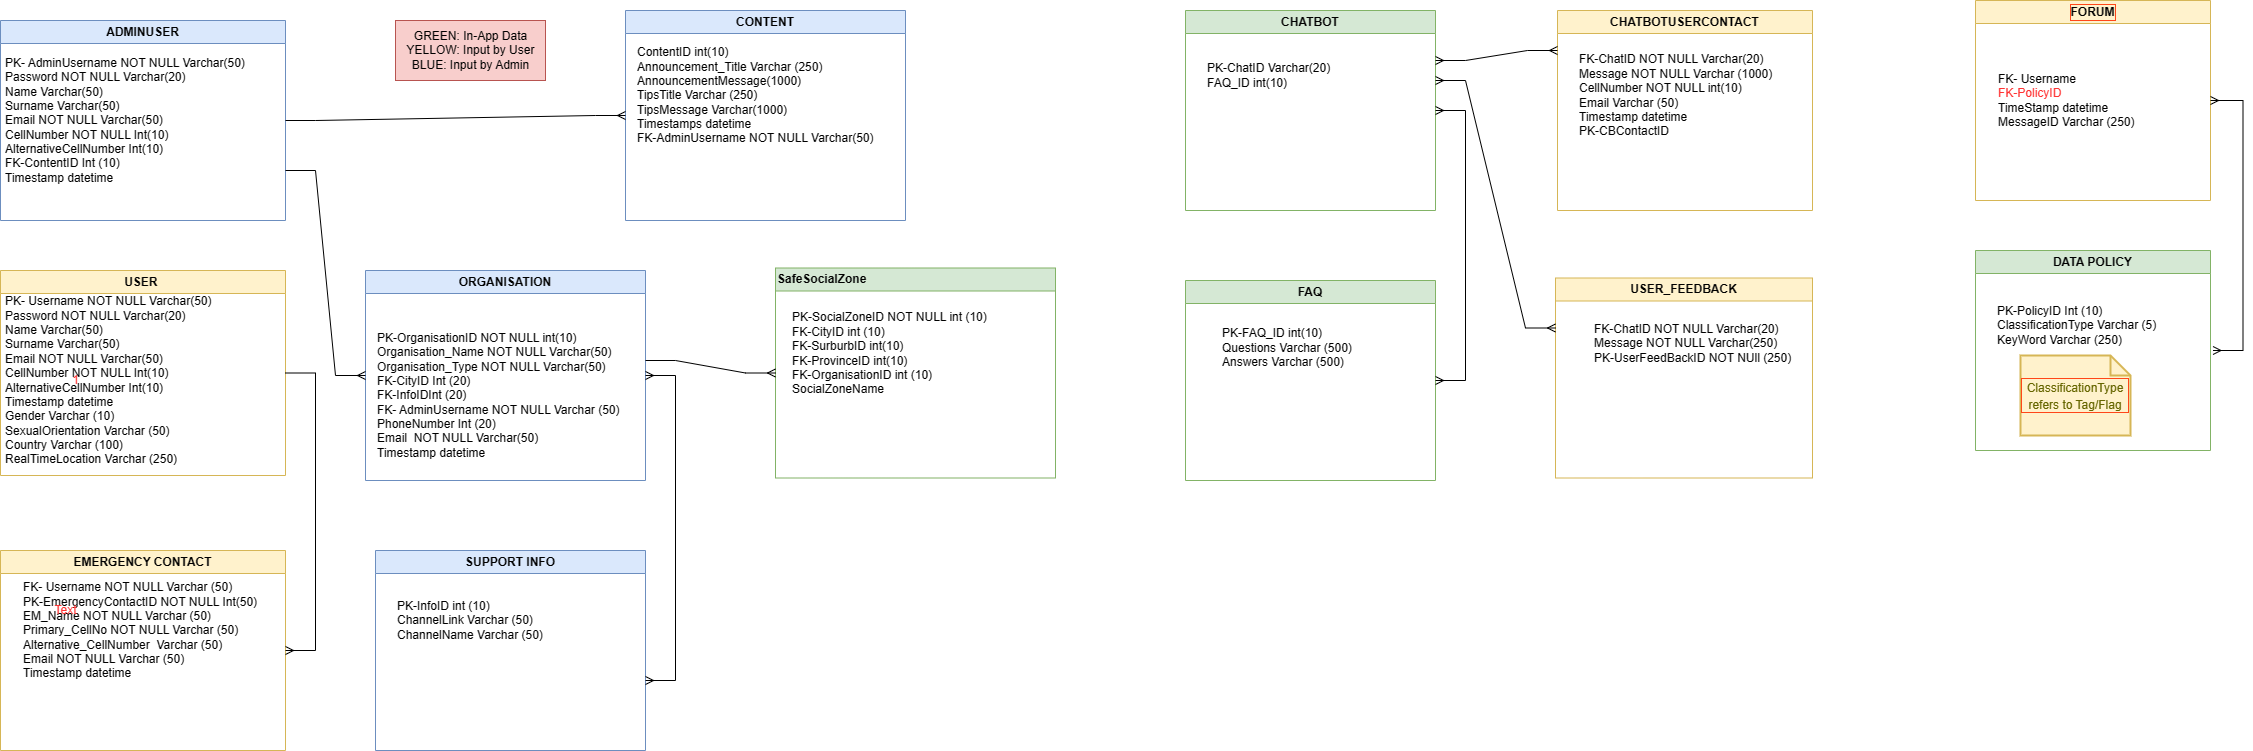 ADMINUSER
PK- AdminUsername NOT NULL Varchar(50)
Password NOT NULL Varchar(20)
Name Varchar(50)
Surname Varchar(50)
Email NOT NULL Varchar(50)
CellNumber NOT NULL Int(10)
AlternativeCellNumber Int(10)
FK-ContentID Int (10)
Timestamp datetime
GREEN: In-App Data
YELLOW: Input by User
BLUE: Input by Admin
CONTENT
ContentID int(10)
Announcement_Title Varchar (250)
AnnouncementMessage(1000)
TipsTitle Varchar (250)
TipsMessage Varchar(1000)
Timestamps datetime
FK-AdminUsername NOT NULL Varchar(50)
CHATBOT
PK-ChatID Varchar(20)
FAQ_ID int(10)
CHATBOTUSERCONTACT
FK-ChatID NOT NULL Varchar(20)
Message NOT NULL Varchar (1000)
CellNumber NOT NULL int(10)
Email Varchar (50)
Timestamp datetime
PK-CBContactID
FORUM
FK- Username
FK-PolicyID
TimeStamp datetime
MessageID Varchar (250)
USER
PK- Username NOT NULL Varchar(50)
Password NOT NULL Varchar(20)
Name Varchar(50)
Surname Varchar(50)
Email NOT NULL Varchar(50)
CellNumber NOT NULL Int(10)
AlternativeCellNumber Int(10)
Timestamp datetime
Gender Varchar (10)
SexualOrientation Varchar (50)
Country Varchar (100)
RealTimeLocation Varchar (250)
ORGANISATION
PK-OrganisationID NOT NULL int(10)
Organisation_Name NOT NULL Varchar(50)
Organisation_Type NOT NULL Varchar(50)
FK-CityID Int (20)
FK-InfoIDInt (20)
FK- AdminUsername NOT NULL Varchar (50)
PhoneNumber Int (20)
Email  NOT NULL Varchar(50)
Timestamp datetime
SafeSocialZone
PK-SocialZoneID NOT NULL int (10)
FK-CityID int (10)
FK-SurburbID int(10)
FK-ProvinceID int(10)
FK-OrganisationID int (10)
SocialZoneName
FAQ
PK-FAQ_ID int(10)
Questions Varchar (500)
Answers Varchar (500)
USER_FEEDBACK
FK-ChatID NOT NULL Varchar(20)
Message NOT NULL Varchar(250)
PK-UserFeedBackID NOT NUll (250)
DATA POLICY
PK-PolicyID Int (10)
ClassificationType Varchar (5)
KeyWord Varchar (250)
ClassificationType
refers to Tag/Flag
EMERGENCY CONTACT
FK- Username NOT NULL Varchar (50)
PK-EmergencyContactID NOT NULL Int(50)
Text
EM_Name NOT NULL Varchar (50)
Primary_CellNo NOT NULL Varchar (50)
Alternative_CellNumber  Varchar (50)
Email NOT NULL Varchar (50)
Timestamp datetime
SUPPORT INFO
PK-InfoID int (10)
ChannelLink Varchar (50)
ChannelName Varchar (50)